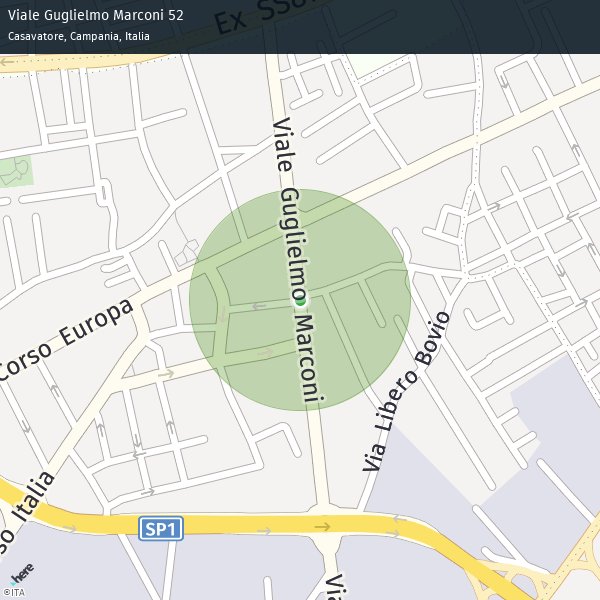 Viale Guglielmo Marconi 52
Casavatore, Campania, Italia
Ex SS87
Viale Guglielmo Marconi
Corso Europa
Via Libero Bovio
so Italia
SP1
Via
here
©ITA